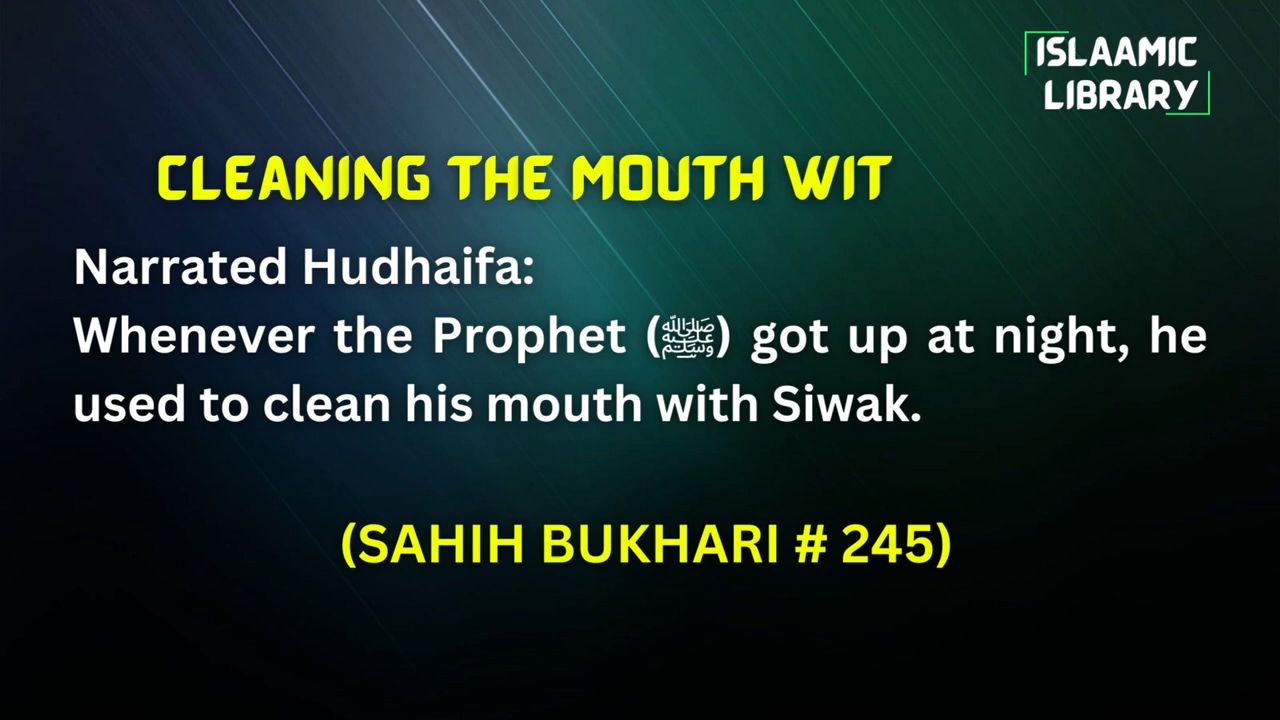 ISLAAMIC
LIBRARY
CLEANING THE MOUTH WIT
Narrated Hudhaifa:
Whenever the Prophet (ﷺ) got up at night, he
used to clean his mouth with Siwak.
(SAHIH BUKHARI # 245)